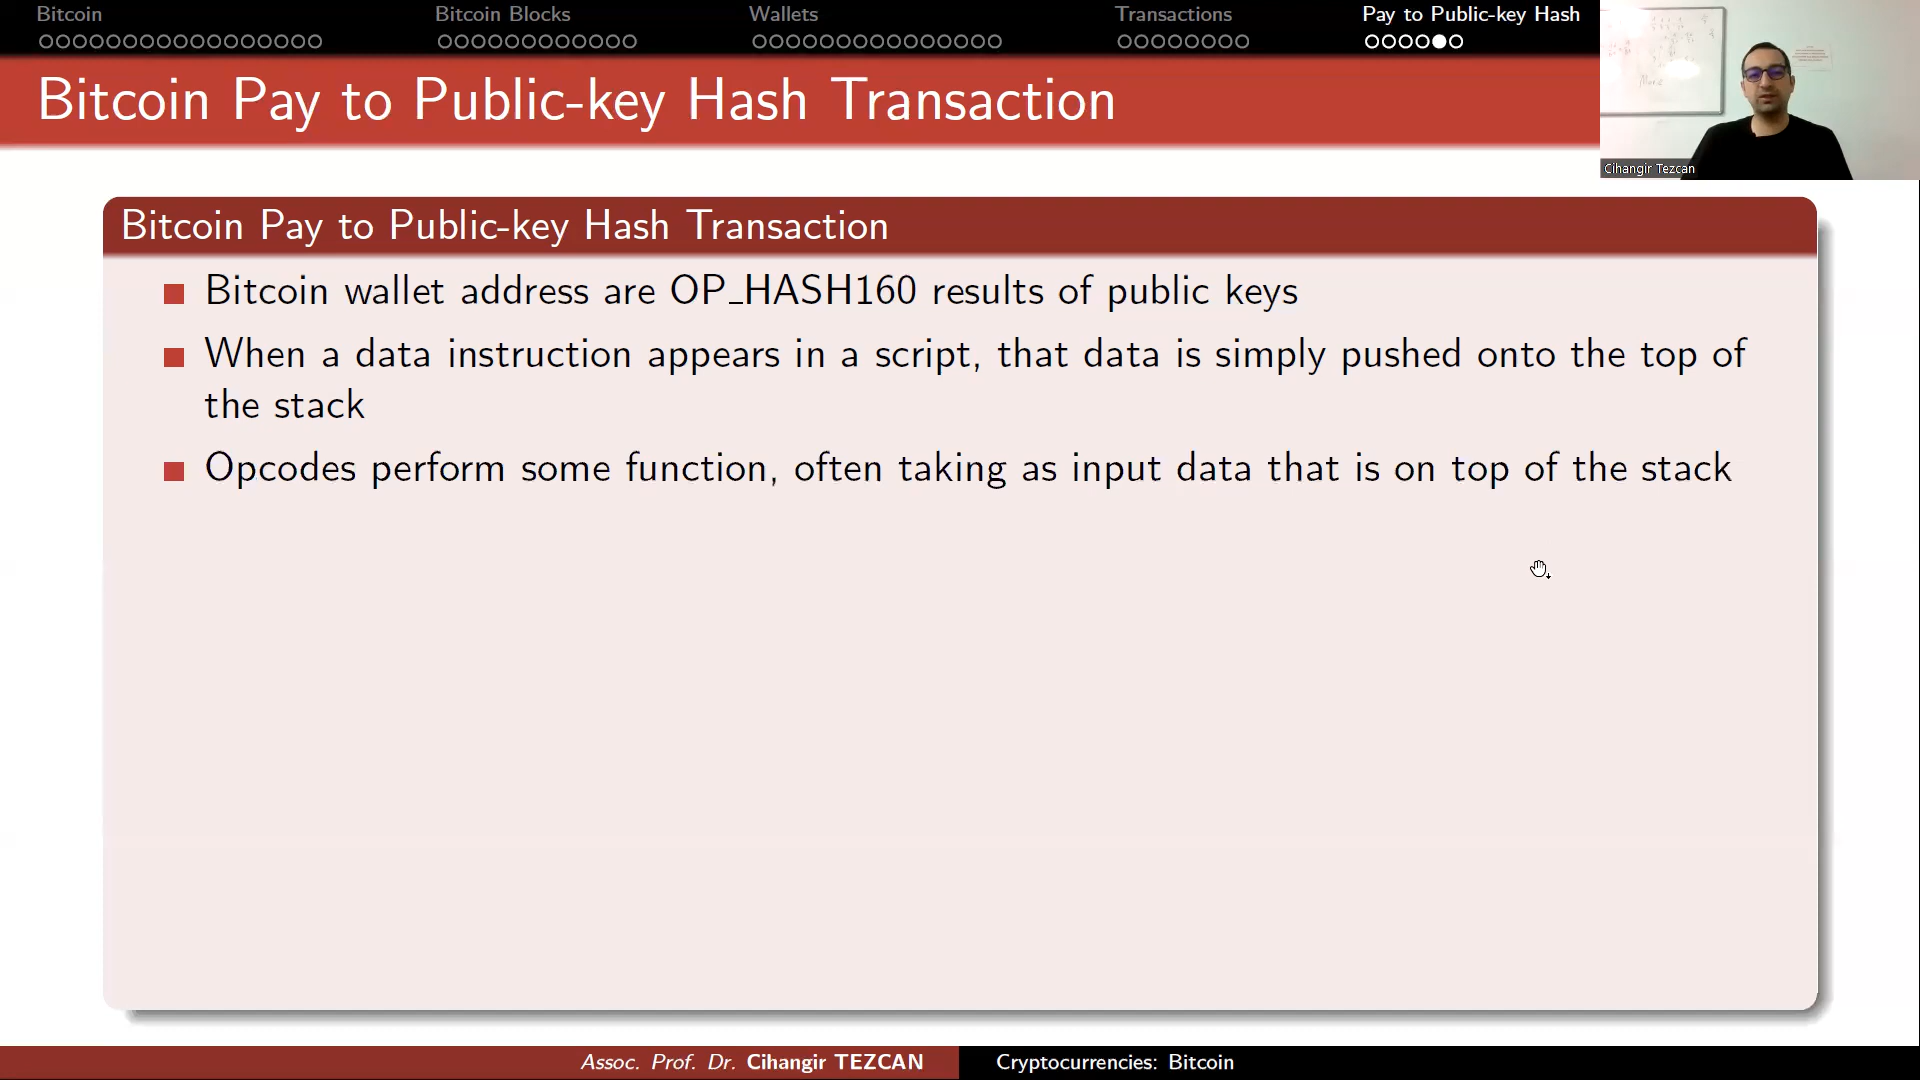 Bitcoin
Bitcoin Blocks
Wallets
Transactions
Pay to Public-key Hash
Bitcoin Pay to Public-key Hash Transaction
Cihangir Tezcan
Bitcoin Pay to Public-key Hash Transaction
Bitcoin wallet address are OP_HASH160 results of public keys
When a data instruction appears in a script, that data is simply pushed onto the top of
the stack
Opcodes perform some function, often taking as input data that is on top of the stack
Assoc. Prof. Dr. Cihangir TEZCAN
Cryptocurrencies: Bitcoin